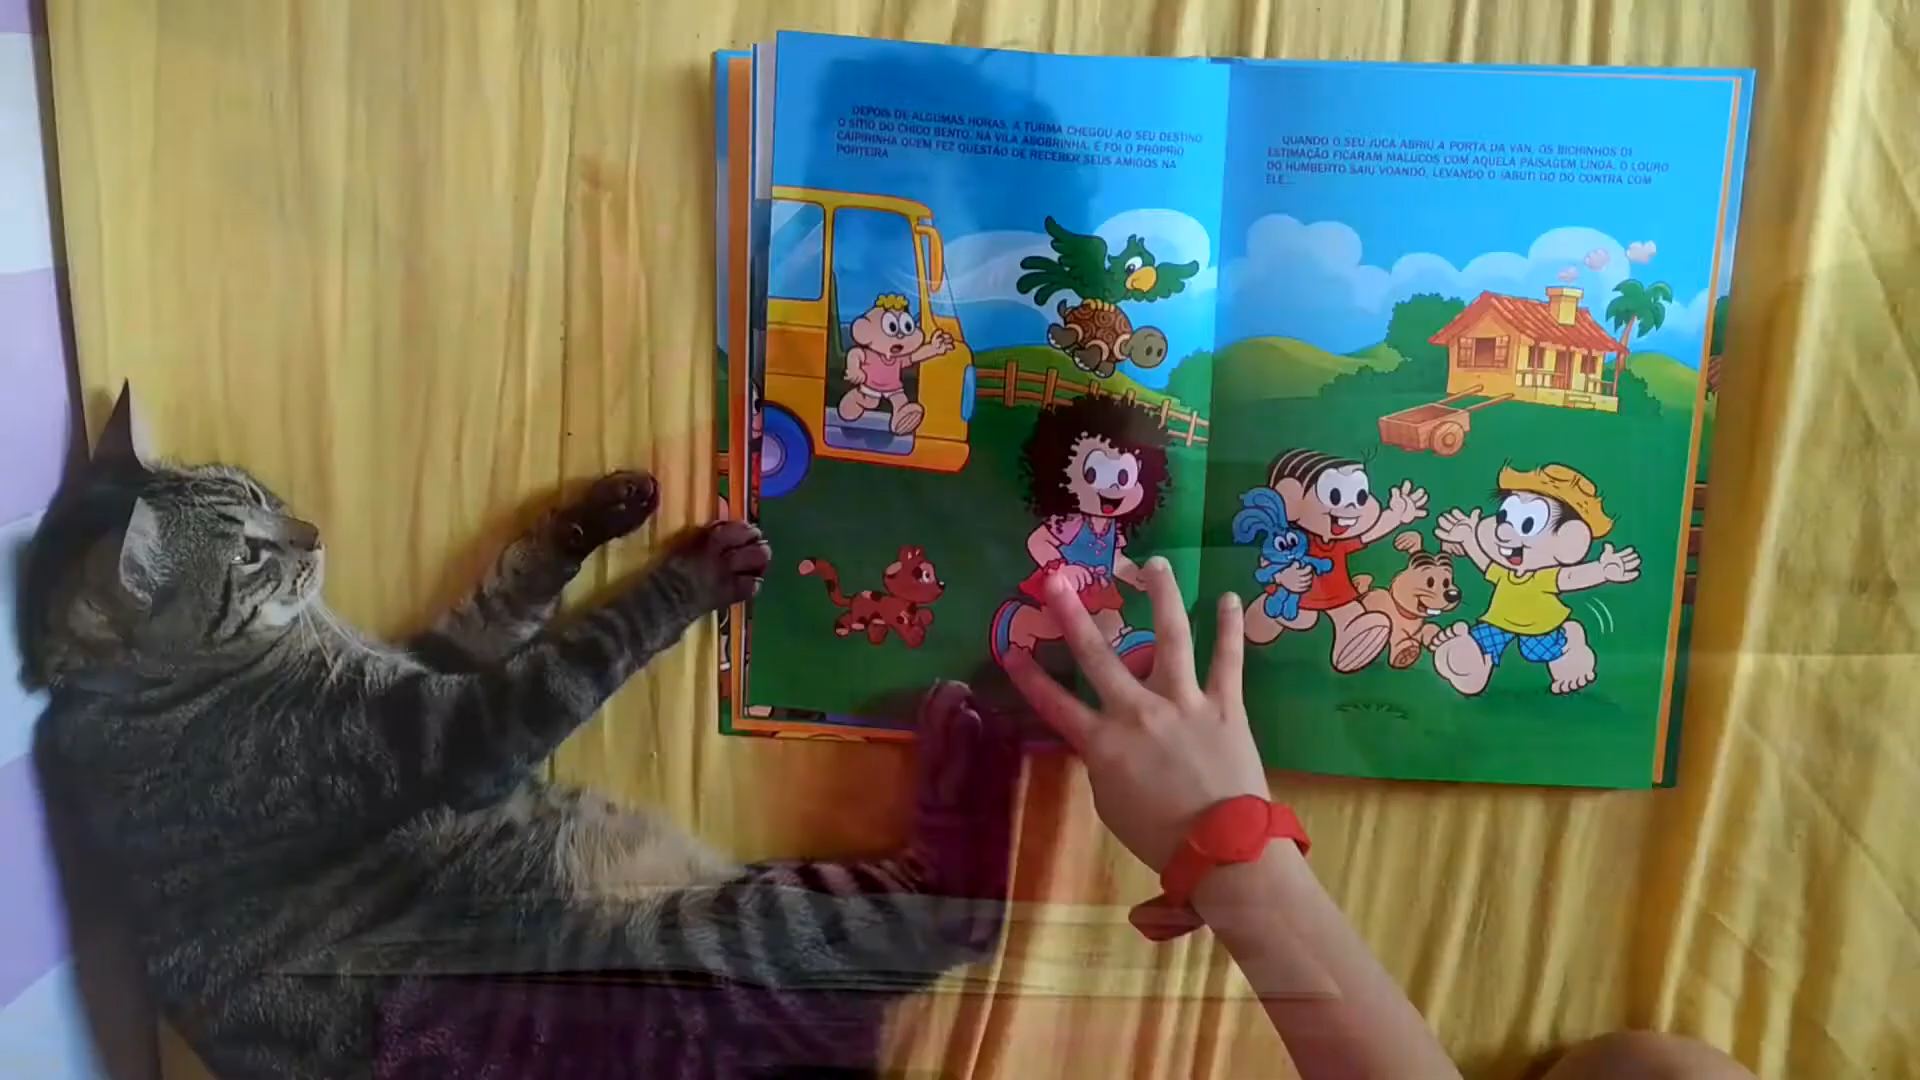 DEPOIS DE ALGUMAS HORAS, A TURMA CHEGOU AO SEU DESTINO
O SÍTIO DO CHICO BENTO, NA VILA ABOBRINHA. E FOI O PRÓPRIO
CAIPIRINHA QUEM FEZ QUESTÃO DE RECEBER SEUS AMIGOS NA
PORTEIRA
QUANDO O SEU JUCA ABRIU A PORTA DA VAN, OS BICHINHOS DE
ESTIMAÇÃO FICARAM MALUCOS COM AQUELA PAISAGEM LINDA. O LOURO
DO HUMBERTO SAIU VOANDO, LEVANDO O JABUTI DO DO CONTRA COM
ELE...